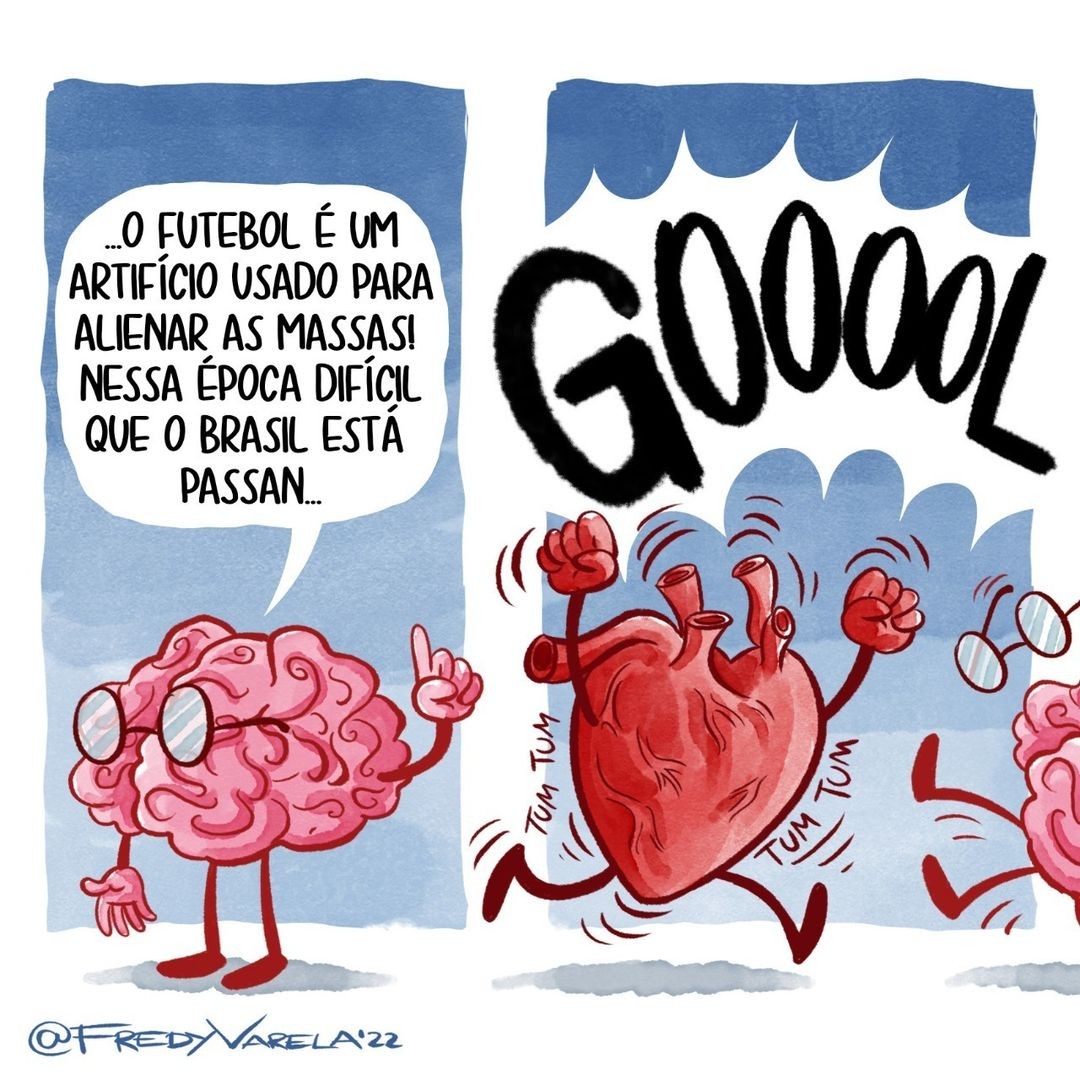 ...O FUTEBOL É UM
ARTIFÍCIO USADO PARA
ALIENAR AS MASSAS!
NESSA ÉPOCA DIFÍCIL
QUE O BRASIL ESTÁ
PASSAN...
GOOOOL
TUM TUM
TUM TUM
@FREDYVARELA'22